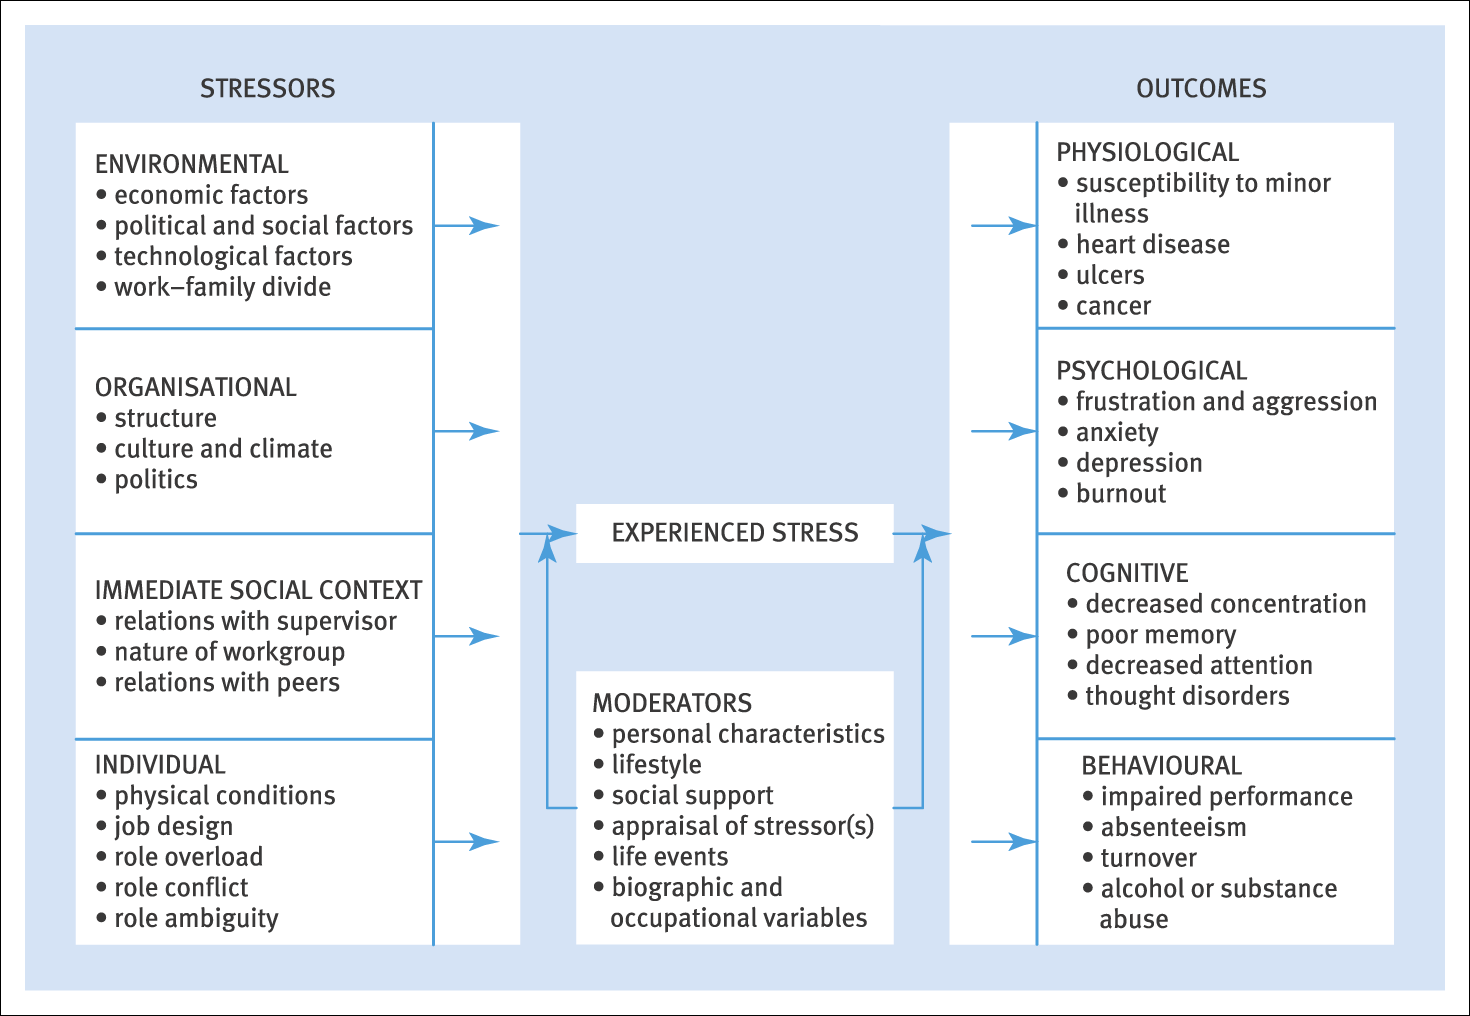 STRESSORS
ENVIRONMENTAL
• economic factors
• political and social factors
• technological factors
• work–family divide
ORGANISATIONAL
• structure
• culture and climate
• politics
IMMEDIATE SOCIAL CONTEXT
• relations with supervisor
• nature of workgroup
• relations with peers
INDIVIDUAL
• physical conditions
• job design
• role overload
• role conflict
• role ambiguity
EXPERIENCED STRESS
MODERATORS
• personal characteristics
• lifestyle
• social support
• appraisal of stressor(s)
• life events
• biographic and
occupational variables
OUTCOMES
PHYSIOLOGICAL
• susceptibility to minor
illness
• heart disease
• ulcers
• cancer
PSYCHOLOGICAL
• frustration and aggression
• anxiety
• depression
• burnout
COGNITIVE
• decreased concentration
• poor memory
• decreased attention
• thought disorders
BEHAVIOURAL
• impaired performance
• absenteeism
• turnover
• alcohol or substance
abuse